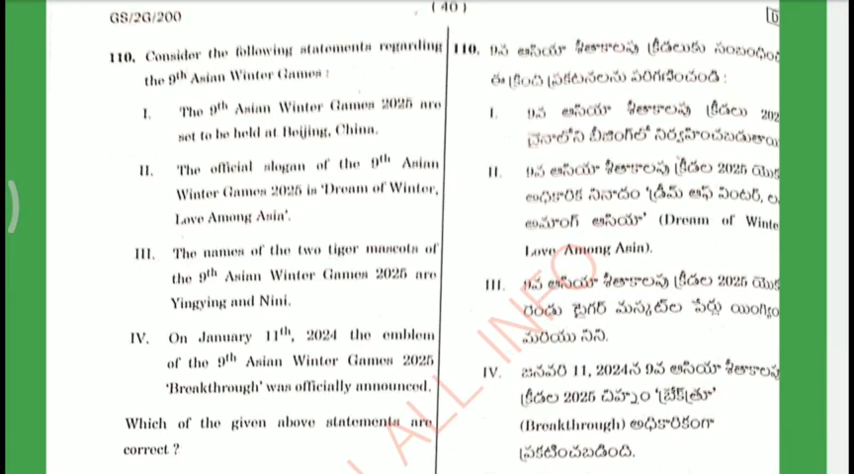 GS/2G/200
( 40 )
D
110. Consider the following statements regarding
the 9th Asian Winter Games :
I. The 9th Asian Winter Games 2025 are
set to be held at Beijing, China.
II. The official slogan of the 9th Asian
Winter Games 2025 is 'Dream of Winter,
Love Among Asia'.
III. The names of the two tiger mascots of
the 9th Asian Winter Games 2025 are
Yingying and Nini.
IV. On January 11th, 2024 the emblem
of the 9th Asian Winter Games 2025
'Breakthrough' was officially announced.
Which of the given above statements are
correct ?
110. 9వ ఆసియా శీతాకాలపు క్రీడలకు
ఈ క్రింది ప్రకటనలను పరిగణించండి :
I. 9వ ఆసియా శీతాకాలపు క్రీడలు 202
చైనాలోని బీజింగ్‌లో
II. 9వ ఆసియా శీతాకాలపు క్రీడల 2025
అధికారిక నినాదం 'డ్రీమ్ ఆఫ్ వింటర్, ల
అమాంగ్ ఆసియా' (Dream of Winte
Love Among Asia).
III. 9వ ఆసియా శీతాకాలపు క్రీడల 2025
రెండు టైగర్ మస్కట్‌ల పేర్లు
మరియు నిని.
IV. జనవరి 11, 2024న 9వ ఆసియా శీతాకాలపు
క్రీడల 2025 చిహ్నం 'బ్రేక్‌త్రూ'
(Breakthrough) అధికారికంగా
ప్రకటించబడింది.
ALL INFO